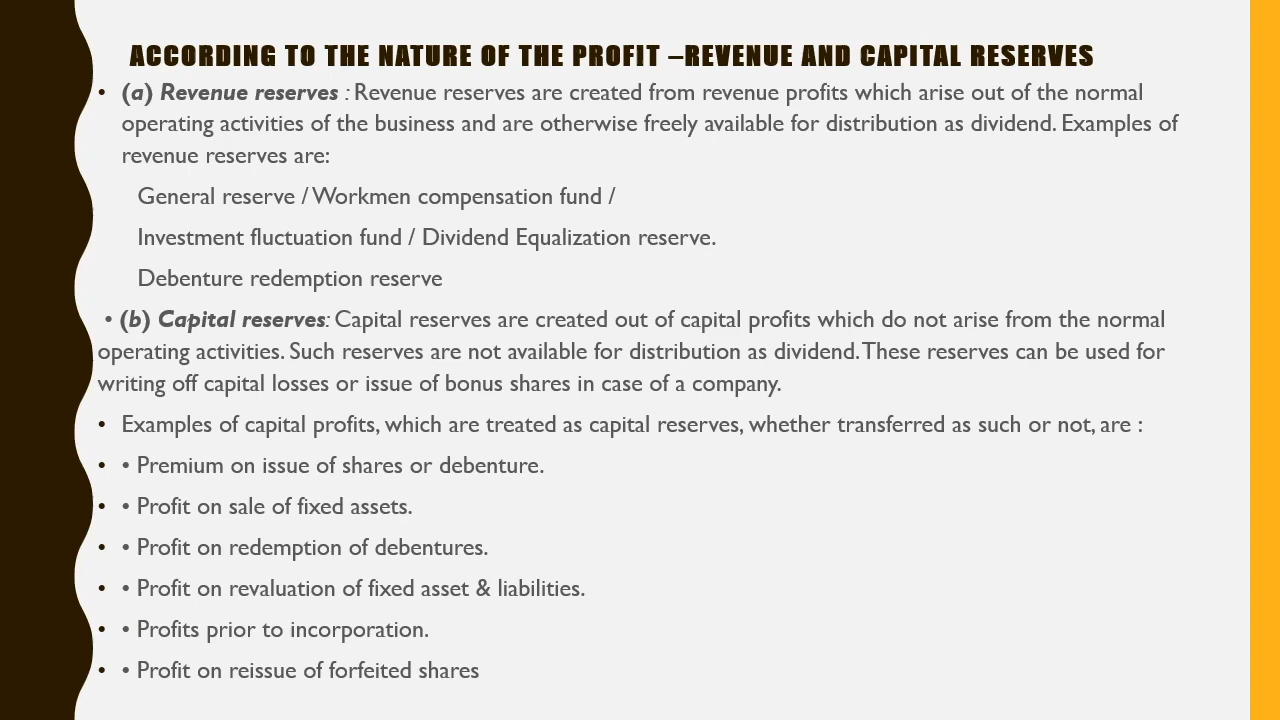 ACCORDING TO THE NATURE OF THE PROFIT –REVENUE AND CAPITAL RESERVES
• (a) Revenue reserves : Revenue reserves are created from revenue profits which arise out of the normal
operating activities of the business and are otherwise freely available for distribution as dividend. Examples of
revenue reserves are:
General reserve / Workmen compensation fund /
Investment fluctuation fund / Dividend Equalization reserve.
Debenture redemption reserve
• (b) Capital reserves: Capital reserves are created out of capital profits which do not arise from the normal
operating activities. Such reserves are not available for distribution as dividend. These reserves can be used for
writing off capital losses or issue of bonus shares in case of a company.
• Examples of capital profits, which are treated as capital reserves, whether transferred as such or not, are :
• • Premium on issue of shares or debenture.
• • Profit on sale of fixed assets.
• • Profit on redemption of debentures.
• • Profit on revaluation of fixed asset & liabilities.
• • Profits prior to incorporation.
• • Profit on reissue of forfeited shares